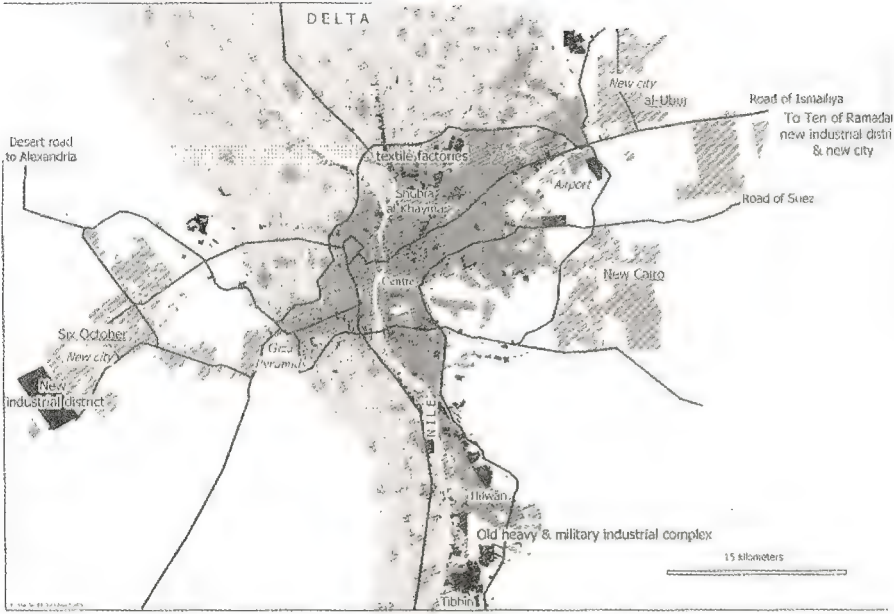 DELTA
New city
al-Ubur
Road of Ismailiya
To Ten of Ramadan
new industrial distri
& new city
Desert road
to Alexandria
textile factories
Shubra
al-Khayma
Airport
Road of Suez
Centre
New Cairo
Six October
New city
Giza
Pyramids
New
industrial district
NILE
Hilwan
Old heavy & military industrial complex
15 kilometers
Tibbin